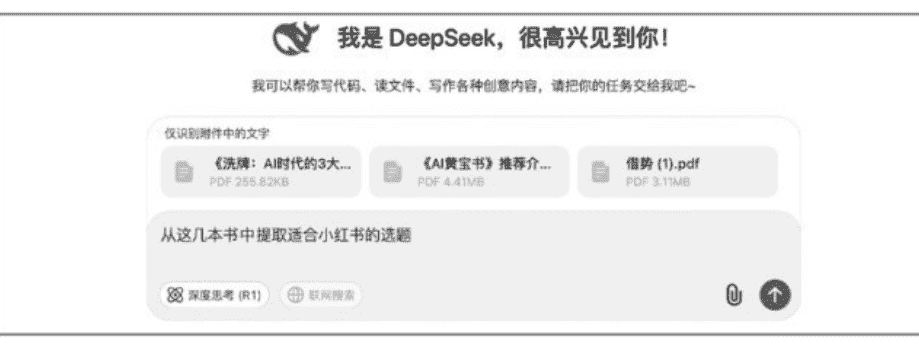 我是 DeepSeek，很高兴见到你！
我可以帮你写代码、读文件、写作各种创意内容，请把你的任务交给我吧~
仅识别附件中的文字
《洗牌：AI时代的3大...
PDF 255.82KB
《AI黄宝书》推荐介...
PDF 4.41MB
借势 (1).pdf
PDF 3.11MB
从这几本书中提取适合小红书的选题
深度思考 (R1)
联网搜索